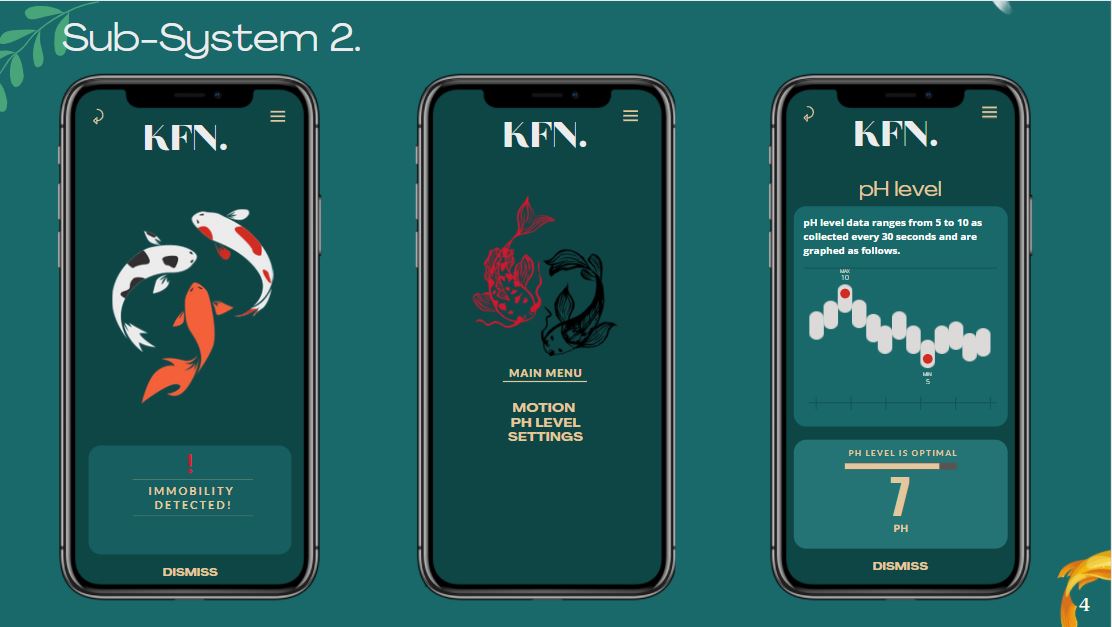 Sub-System 2.
KFN.
!
IMMOBILITY
DETECTED!
DISMISS
KFN.
MAIN MENU
MOTION
PH LEVEL
SETTINGS
KFN.
pH level
pH level data ranges from 5 to 10 as
collected every 30 seconds and are
graphed as follows.
MAX
10
MIN
5
PH LEVEL IS OPTIMAL
7
PH
DISMISS
4